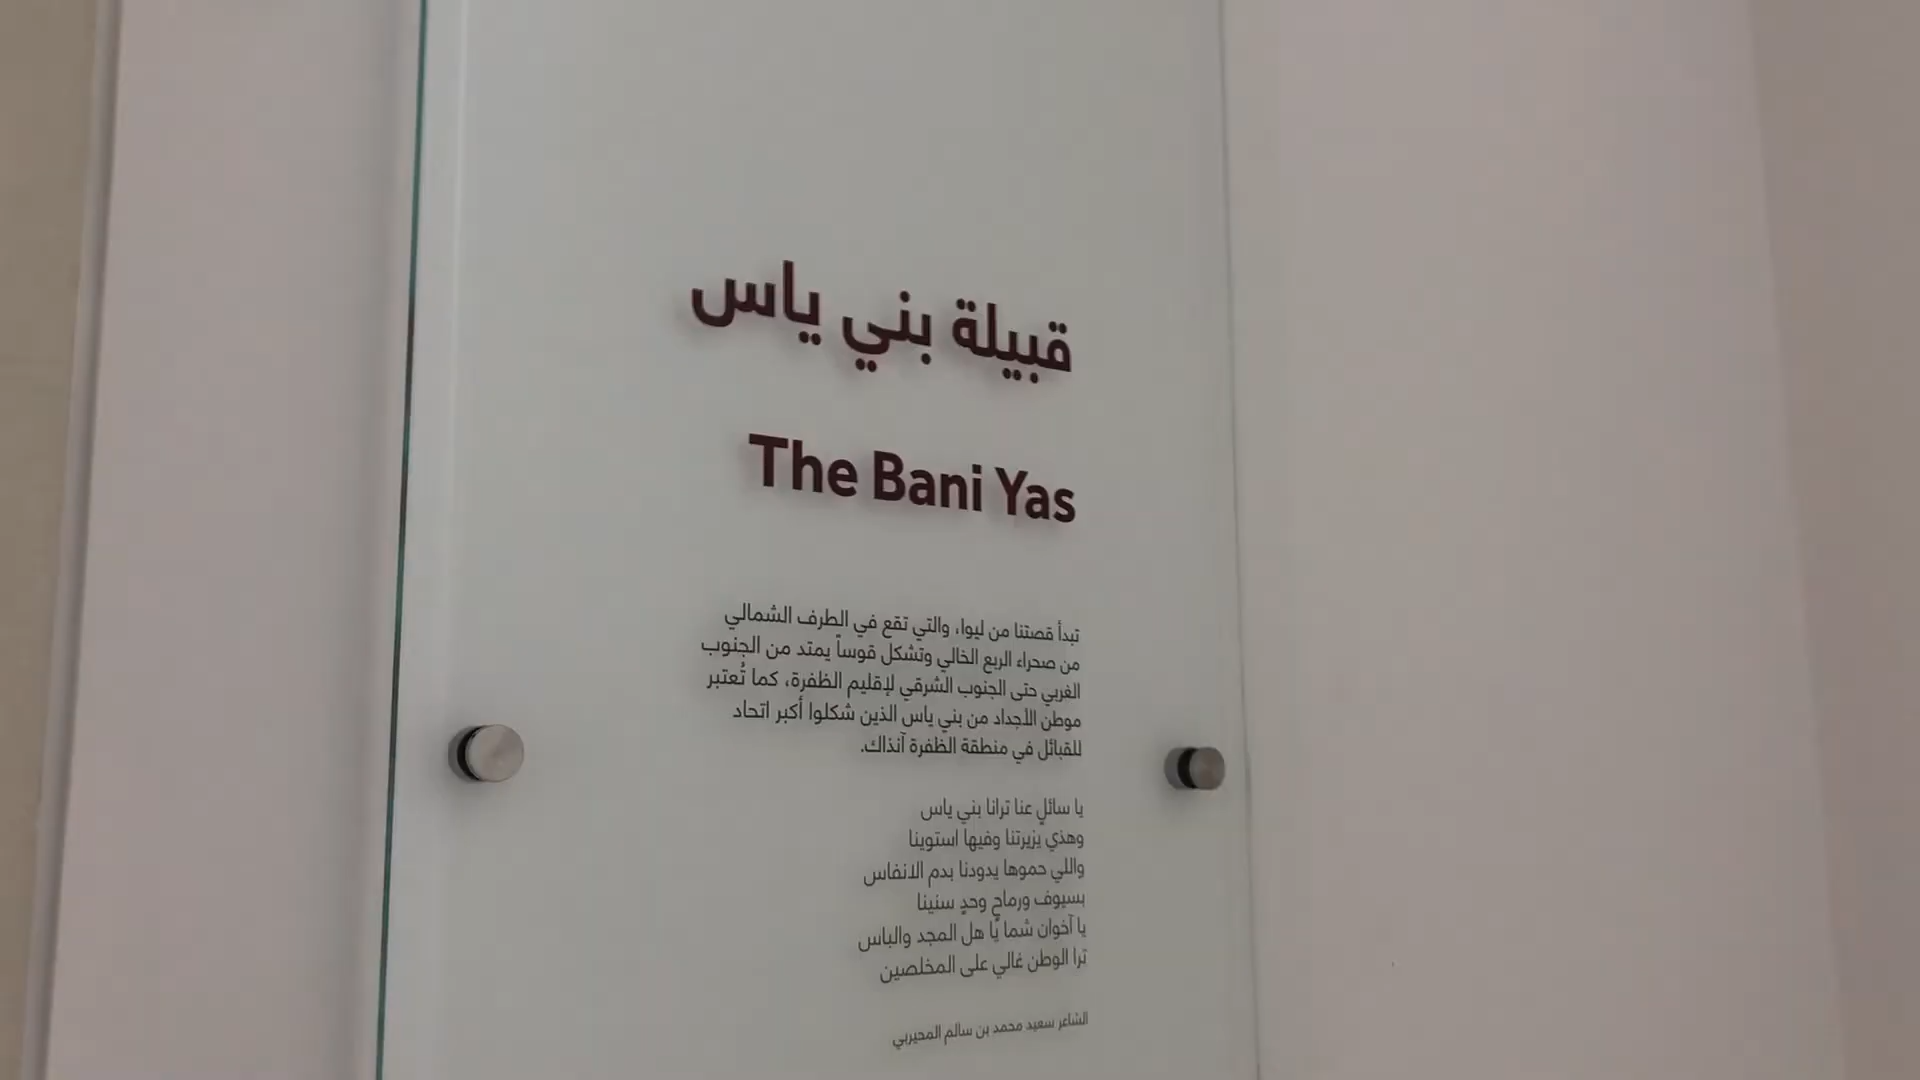 قبيلة بني ياس
The Bani Yas
تبدأ قصتنا من ليوا، والتي تقع في الطرف الشمالي
من صحراء الربع الخالي وتشكل قوساً يمتد من الجنوب
الغربي حتى الجنوب الشرقي لإقليم الظفرة، كما تُعتبر
موطن الأجداد من بني ياس الذين شكلوا أكبر اتحاد
للقبائل في منطقة الظفرة آنذاك.
يا سائلٍ عنا ترانا بني ياس
وهذي يزيرتنا وفيها استوينا
واللي حموها يدودنا بدم الانفاس
بسيوف ورماحٍ وحدٍ سنينا
يا آخوان شما يا هل المجد والباس
ترا الوطن غالي على المخلصين
الشاعر سعيد محمد بن سالم المحيربي